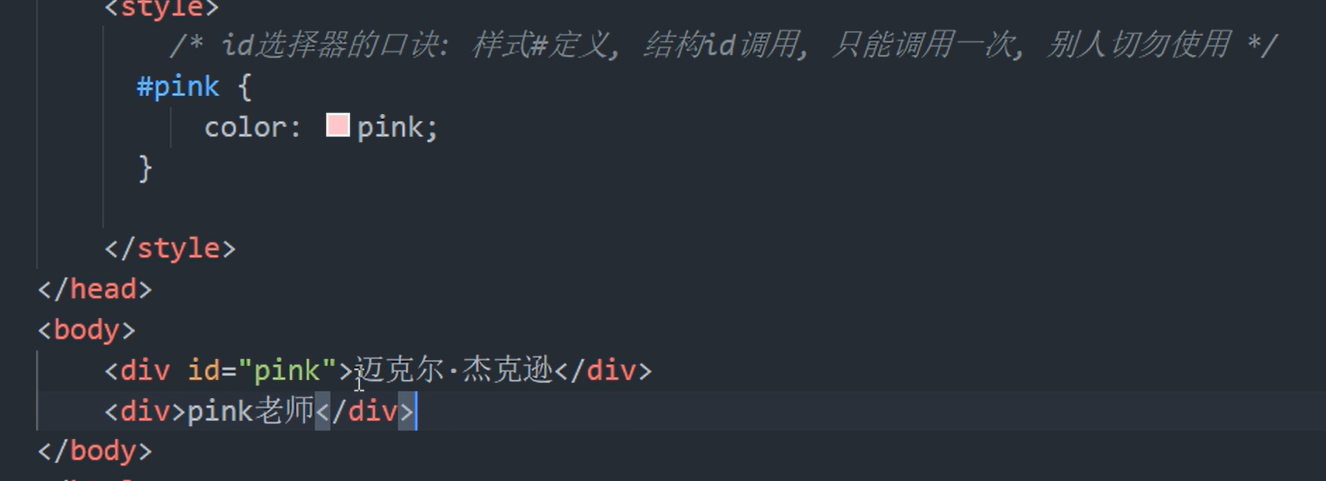 <style>
/* id选择器的口诀: 样式#定义, 结构id调用, 只能调用一次, 别人切勿使用 */
#pink {
color: pink;
}
</style>
</head>
<body>
<div id="pink">迈克尔·杰克逊</div>
<div>pink老师</div>
</body>